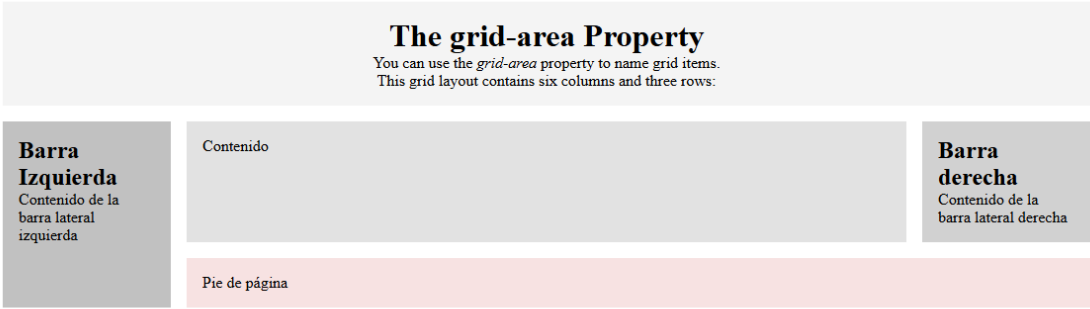 The grid-area Property
You can use the grid-area property to name grid items.
This grid layout contains six columns and three rows:
Barra
Izquierda
Contenido de la
barra lateral
izquierda
Contenido
Barra
derecha
Contenido de la
barra lateral derecha
Pie de página